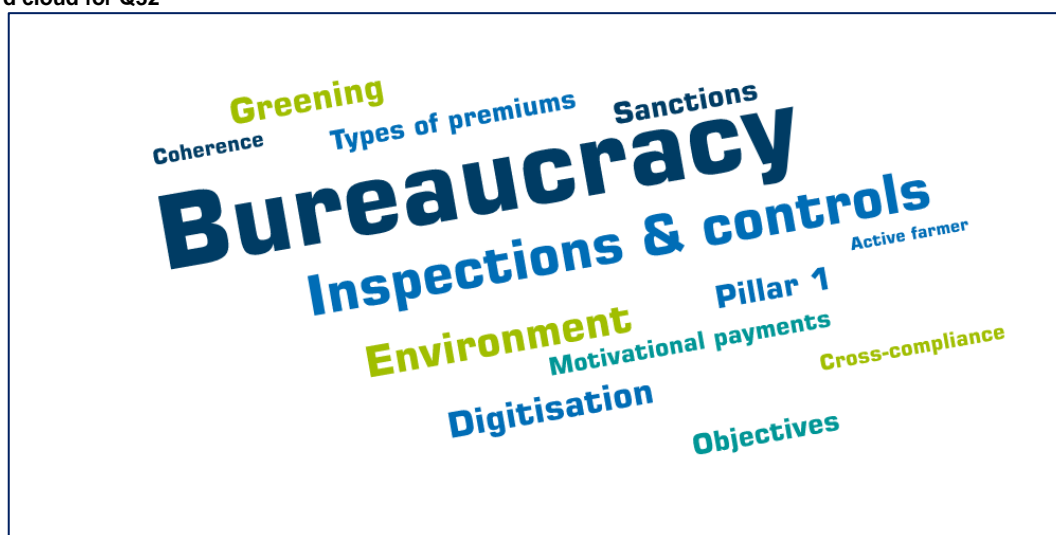 d cloud for Q32
Greening
Types of premiums
Sanctions
Coherence
Bureaucracy
Inspections & controls
Active farmer
Pillar 1
Environment
Motivational payments
Cross-compliance
Digitisation
Objectives